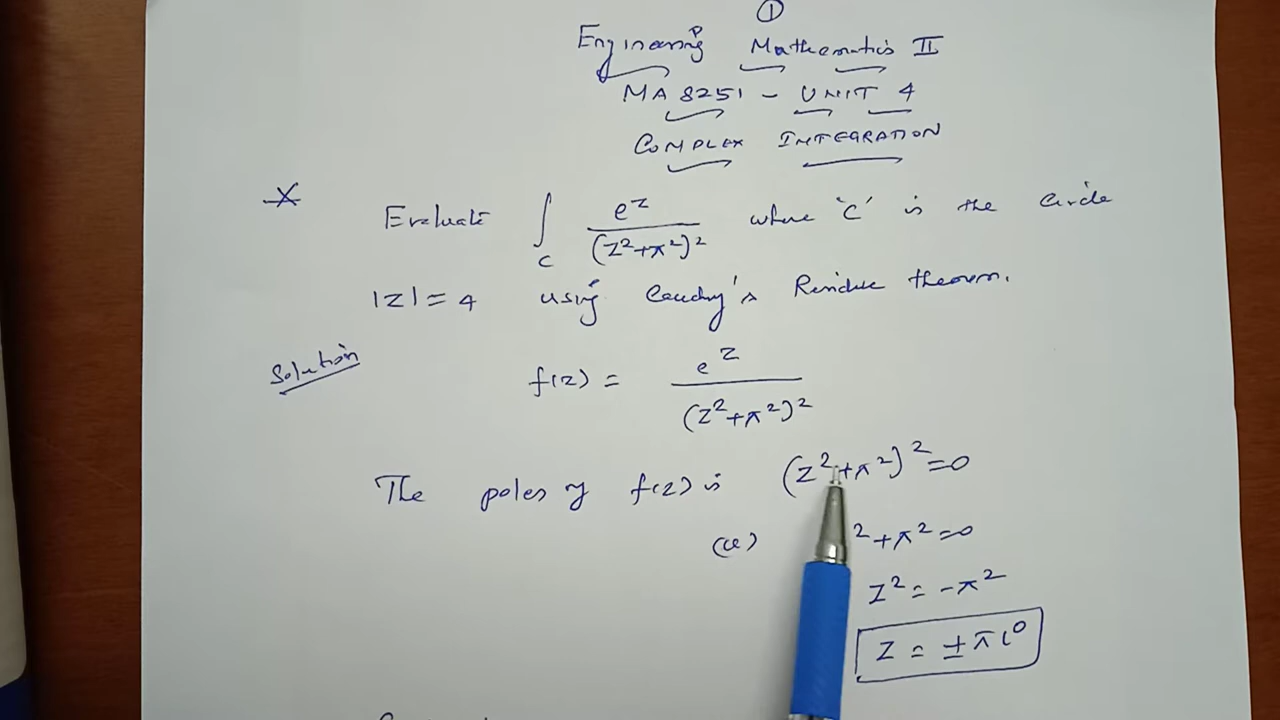 ①
Engineering Mathematics II
MA 8251 - UNIT 4
COMPLEX INTEGRATION
Evaluate ∫_C e^z/(z²+π²)² where 'C' is the circle
|z| = 4 using Cauchy's Residue theorem.
Solution
f(z) = e^z/(z²+π²)²
The poles of f(z) is (z²+π²)²=0
(ie) ²+π²=0
z² = -π²
z = ±πi